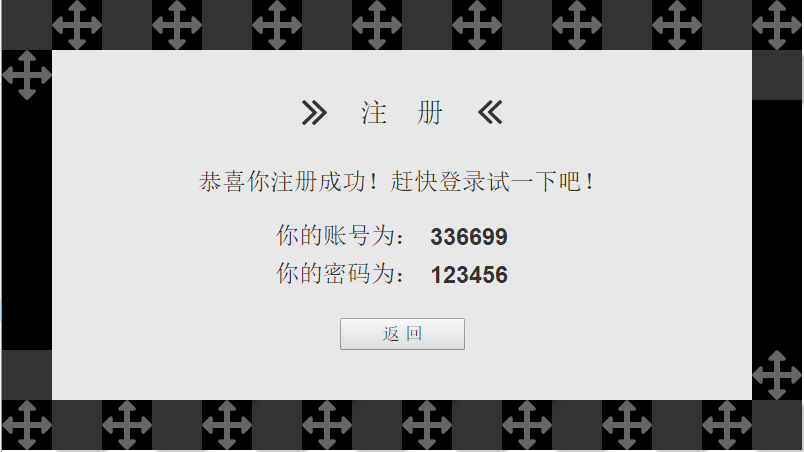 注 册
恭喜你注册成功！赶快登录试一下吧！
你的账号为： 336699
你的密码为： 123456
返 回